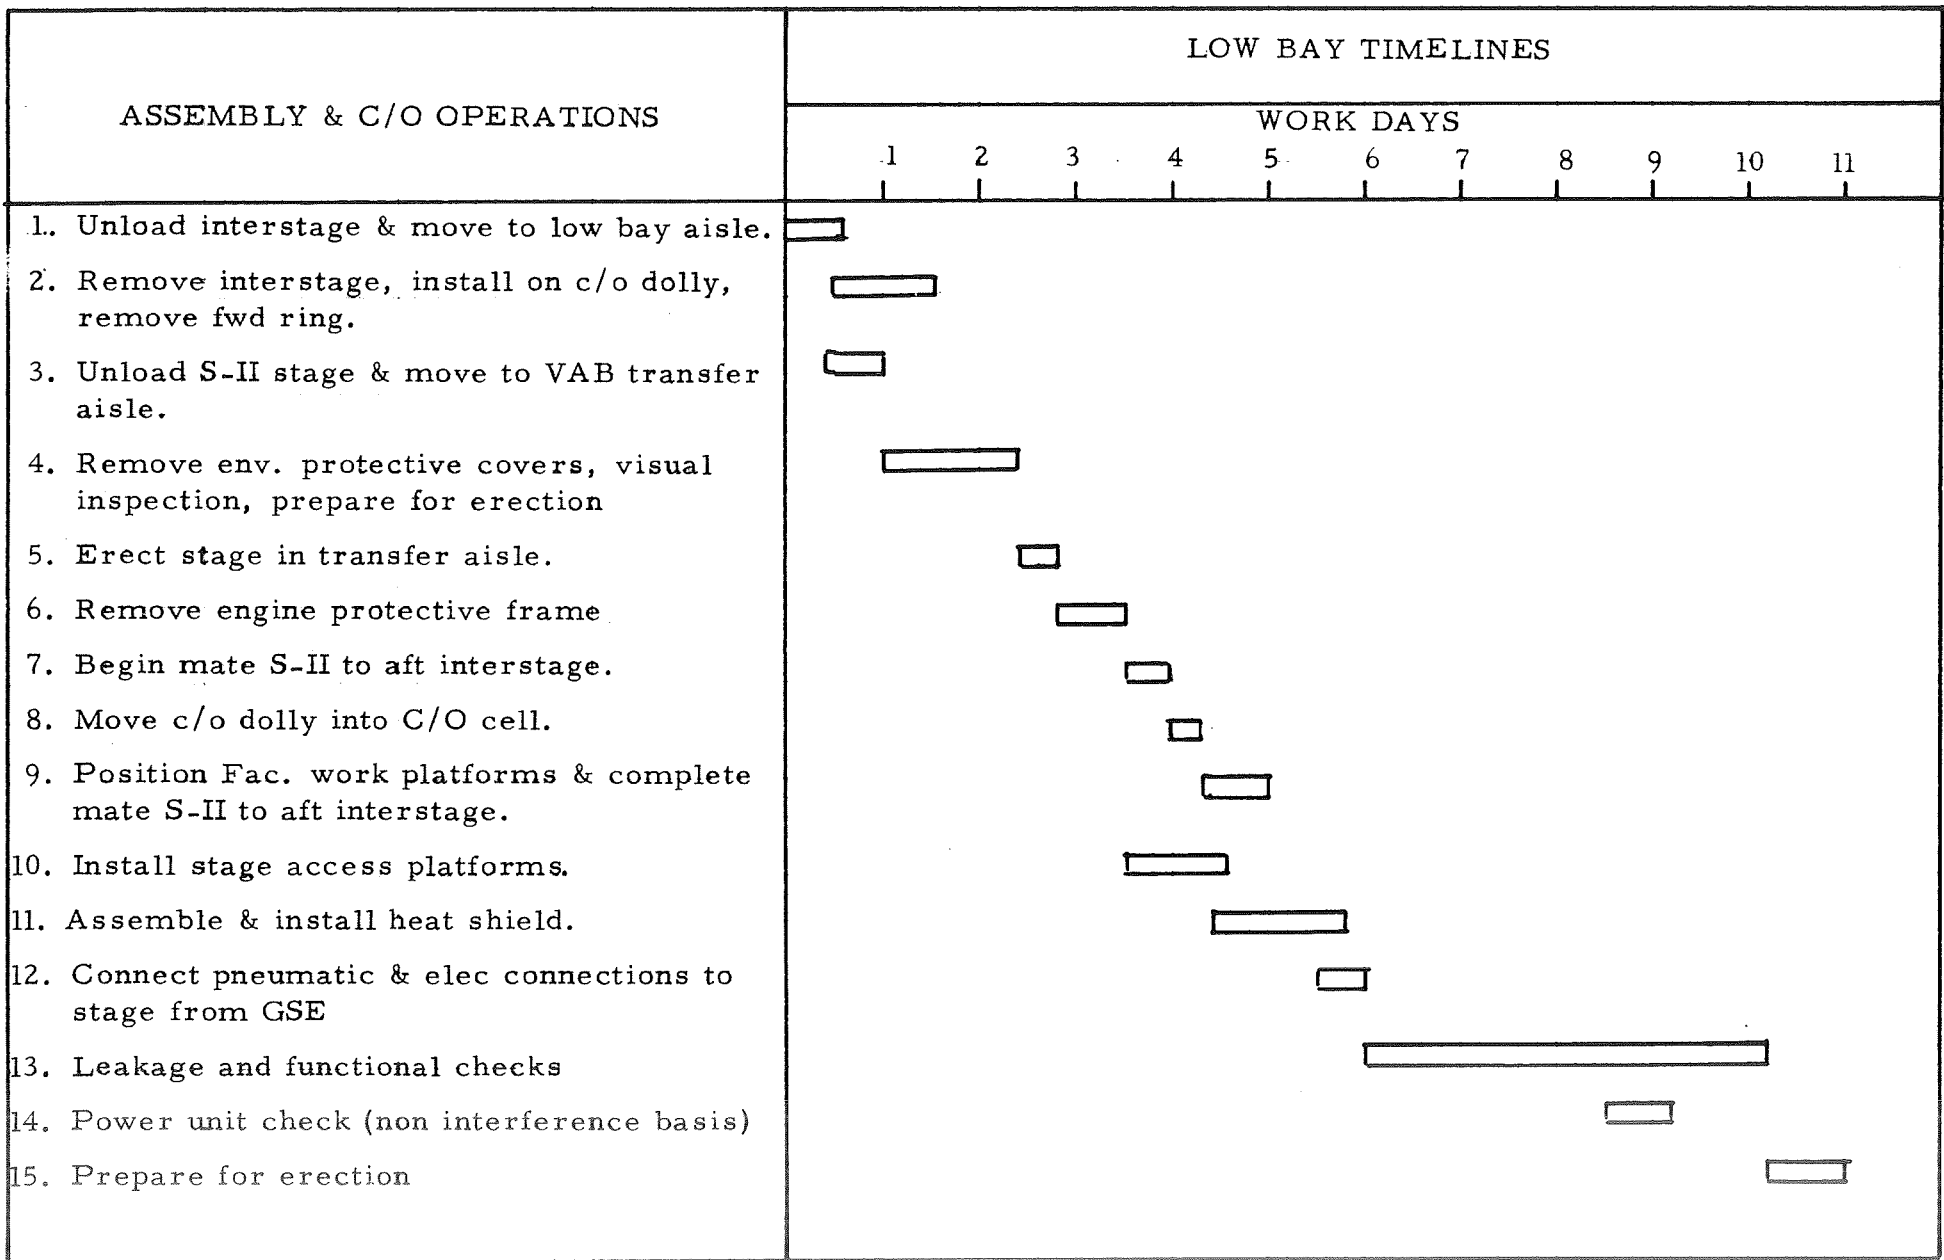 LOW BAY TIMELINES
ASSEMBLY & C/O OPERATIONS
WORK DAYS
1 2 3 4 5 6 7 8 9 10 11
1. Unload interstage & move to low bay aisle.
2. Remove interstage, install on c/o dolly,
remove fwd ring.
3. Unload S-II stage & move to VAB transfer
aisle.
4. Remove env. protective covers, visual
inspection, prepare for erection
5. Erect stage in transfer aisle.
6. Remove engine protective frame
7. Begin mate S-II to aft interstage.
8. Move c/o dolly into C/O cell.
9. Position Fac. work platforms & complete
mate S-II to aft interstage.
10. Install stage access platforms.
11. Assemble & install heat shield.
12. Connect pneumatic & elec connections to
stage from GSE
13. Leakage and functional checks
14. Power unit check (non interference basis)
15. Prepare for erection